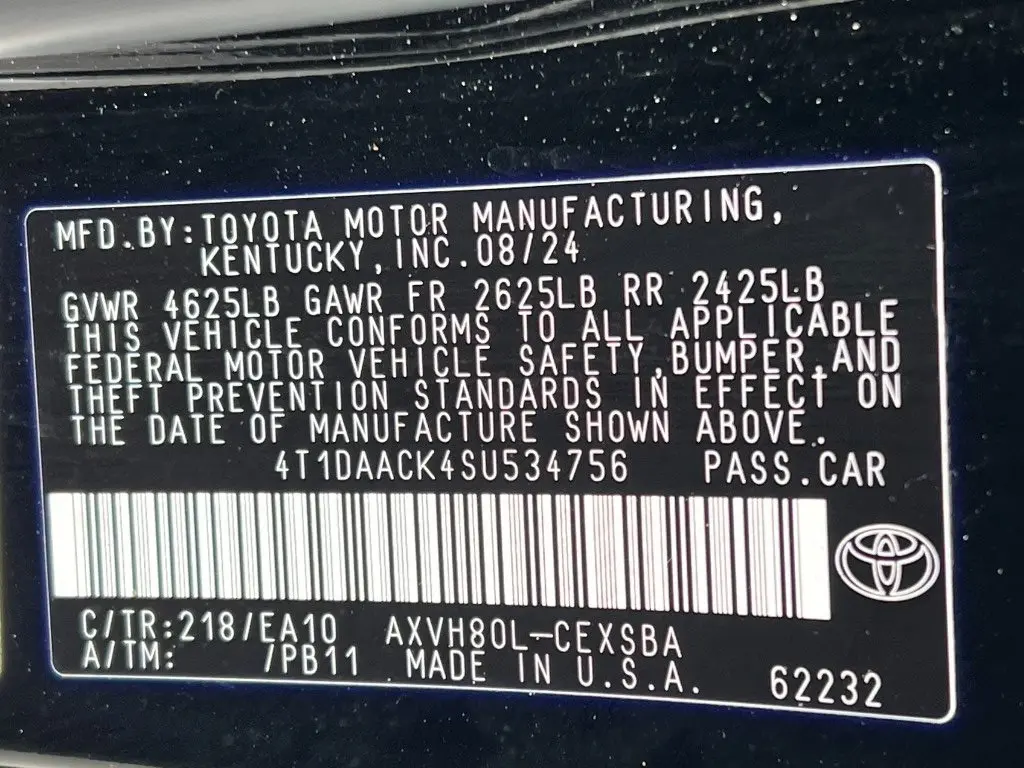 MFD.BY:TOYOTA MOTOR MANUFACTURING,
KENTUCKY,INC.08/24
GVWR 4625LB GAWR FR 2625LB RR 2425LB
THIS VEHICLE CONFORMS TO ALL APPLICABLE
FEDERAL MOTOR VEHICLE SAFETY,BUMPER,AND
THEFT PREVENTION STANDARDS IN EFFECT ON
THE DATE OF MANUFACTURE SHOWN ABOVE.
4T1DAACK4SU534756 PASS.CAR
C/TR:218/EA10 AXVH80L-CEXSBA
A/TM: /PB11 MADE IN U.S.A. 62232